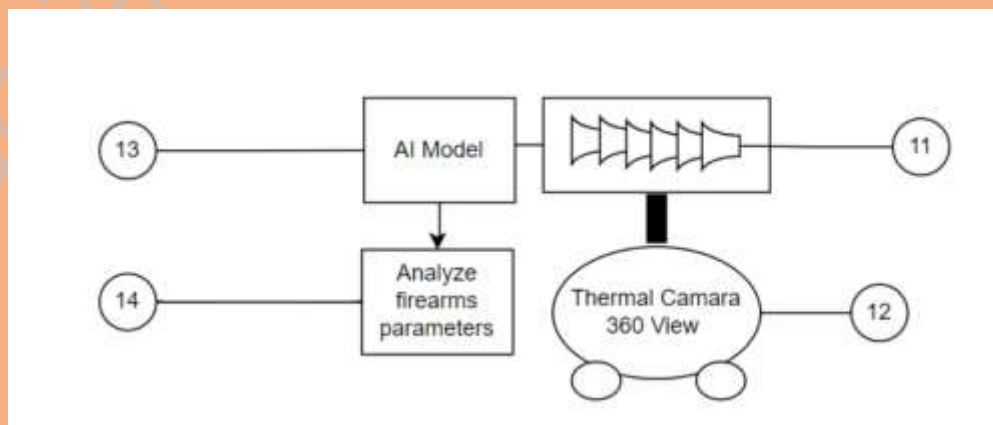 13
AI Model
11
14
Analyze
firearms
parameters
Thermal Camara
360 View
12